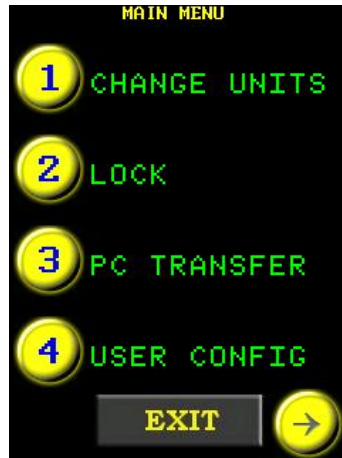 MAIN MENU
1 CHANGE UNITS
2 LOCK
3 PC TRANSFER
4 USER CONFIG
EXIT →